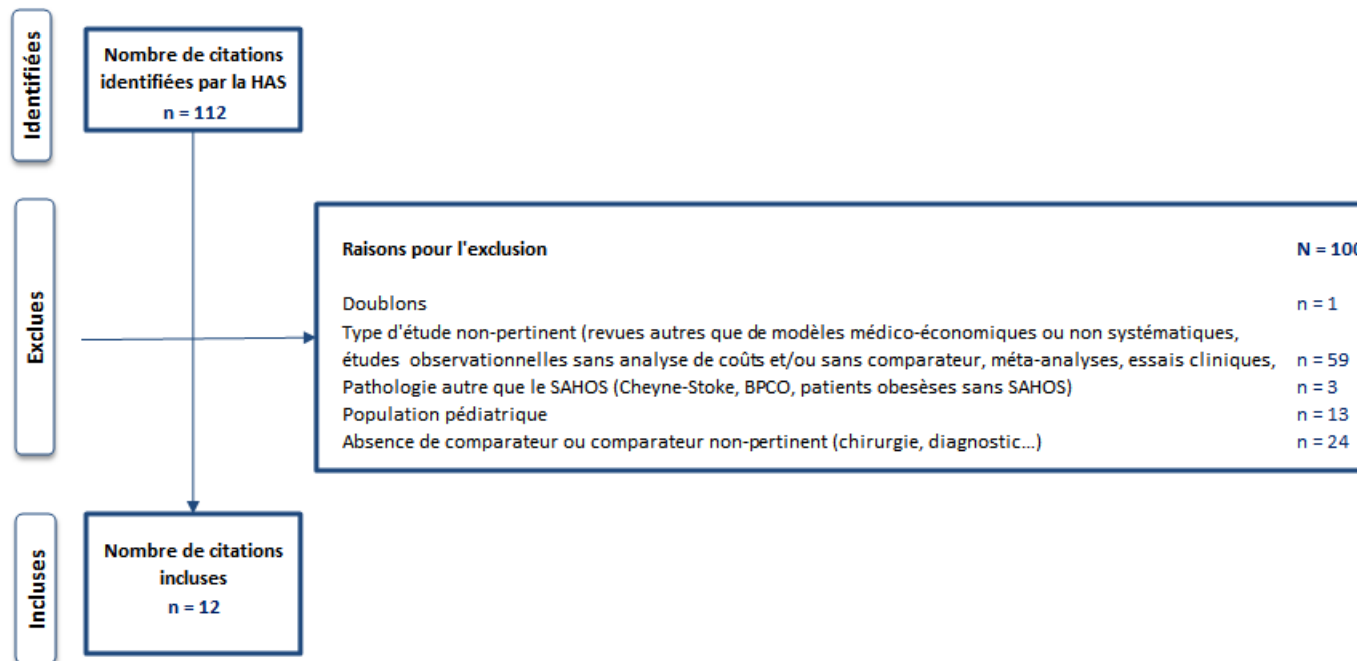 Identifiées
Nombre de citations
identifiées par la HAS
n = 112
Exclues
Raisons pour l'exclusion N = 100
Doublons n = 1
Type d'étude non-pertinent (revues autres que de modèles médico-économiques ou non systématiques,
études observationnelles sans analyse de coûts et/ou sans comparateur, méta-analyses, essais cliniques, n = 59
Pathologie autre que le SAHOS (Cheyne-Stoke, BPCO, patients obesèses sans SAHOS) n = 3
Population pédiatrique n = 13
Absence de comparateur ou comparateur non-pertinent (chirurgie, diagnostic...) n = 24
Incluses
Nombre de citations
incluses
n = 12